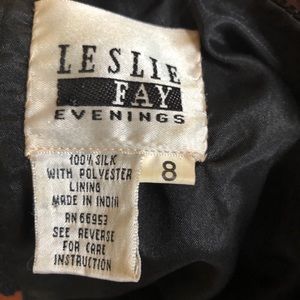 LESLIE
FAY
EVENINGS
8
100% SILK
WITH POLYESTER
LINING
MADE IN INDIA
RN 66953
SEE REVERSE
FOR CARE
INSTRUCTION